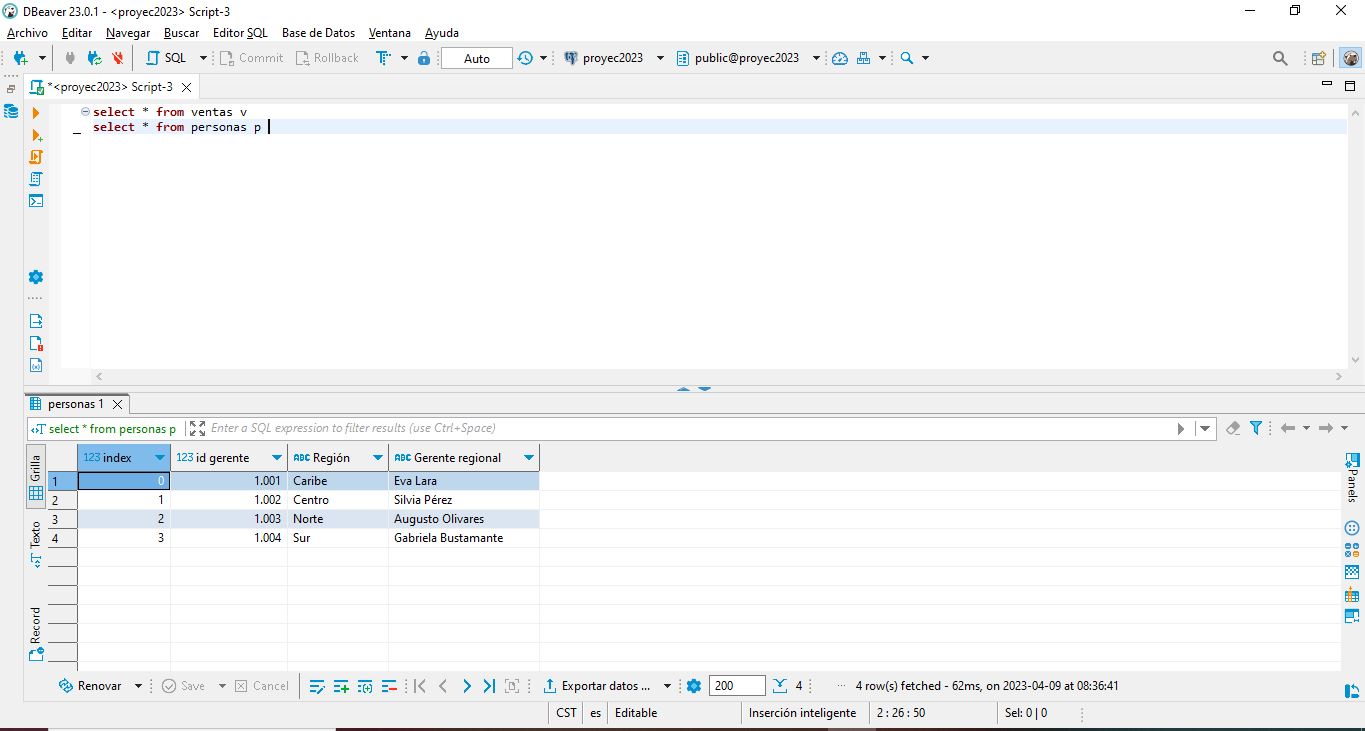 DBeaver 23.0.1 - <proyec2023> Script-3
Archivo Editar Navegar Buscar Editor SQL Base de Datos Ventana Ayuda
SQL Commit Rollback Auto proyec2023 public@proyec2023
*<proyec2023> Script-3
select * from ventas v
select * from personas p
personas 1
select * from personas p Enter a SQL expression to filter results (use Ctrl+Space)
Grilla
Texto
Record
123 index 123 id gerente ABC Región ABC Gerente regional
1 0 1.001 Caribe Eva Lara
2 1 1.002 Centro Silvia Pérez
3 2 1.003 Norte Augusto Olivares
4 3 1.004 Sur Gabriela Bustamante
Panels
Renovar Save Cancel Exportar datos ... 200 4 ··· 4 row(s) fetched - 62ms, on 2023-04-09 at 08:36:41
CST es Editable Inserción inteligente 2 : 26 : 50 Sel: 0 | 0